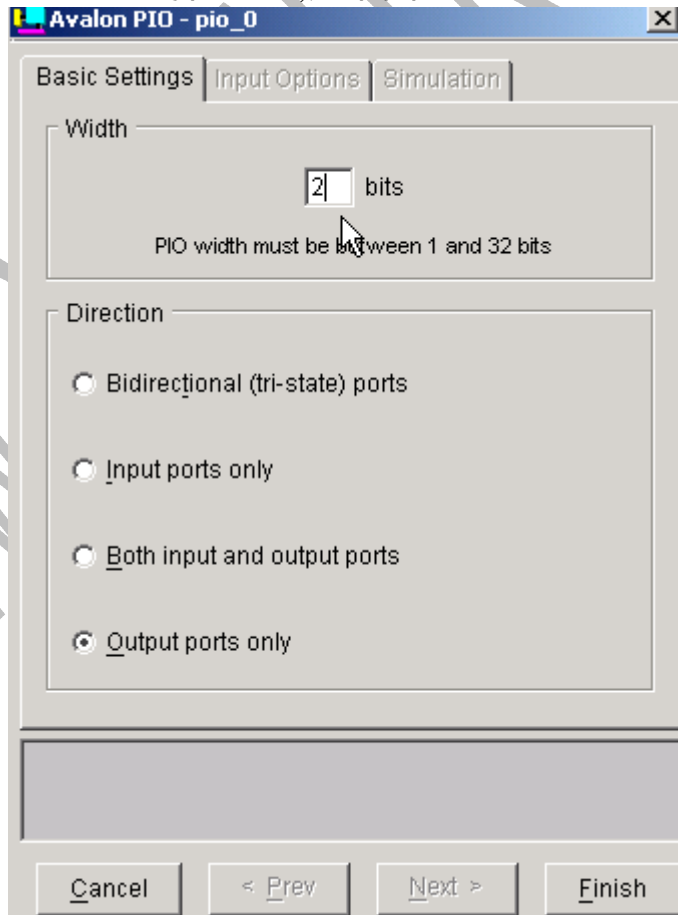 Avalon PIO - pio_0
Basic Settings Input Options Simulation
Width
2 bits
PIO width must be between 1 and 32 bits
Direction
Bidirectional (tri-state) ports
Input ports only
Both input and output ports
Output ports only
Cancel < Prev Next > Finish